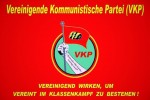 Vereinigende Kommunistische Partei (VKP)
VKP
VEREINIGEND WIRKEN, UM
VEREINT IM KLASSENKAMPF ZU BESTEHEN !